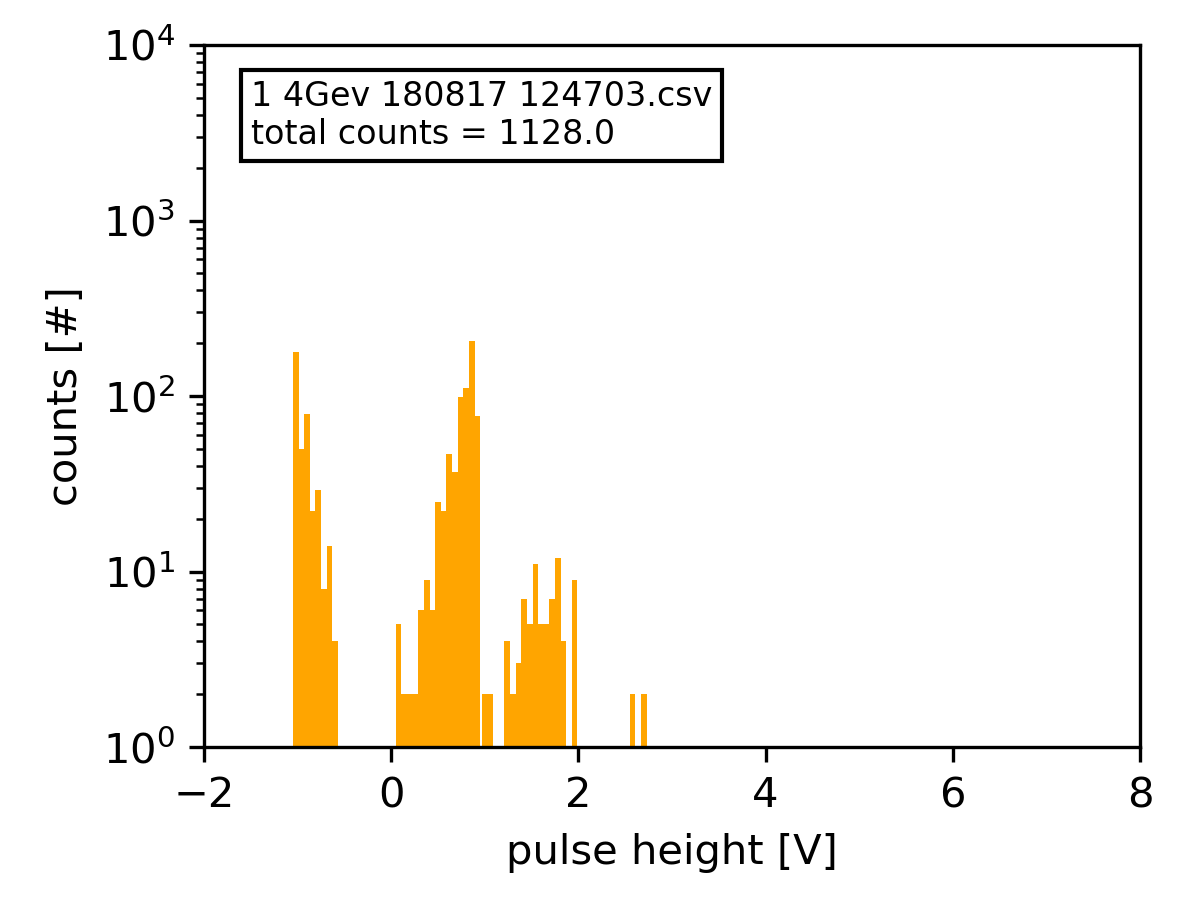 1 4Gev 180817 124703.csv
total counts = 1128.0
10⁴
10³
10²
10¹
10⁰
counts [#]
−2 0 2 4 6 8
pulse height [V]